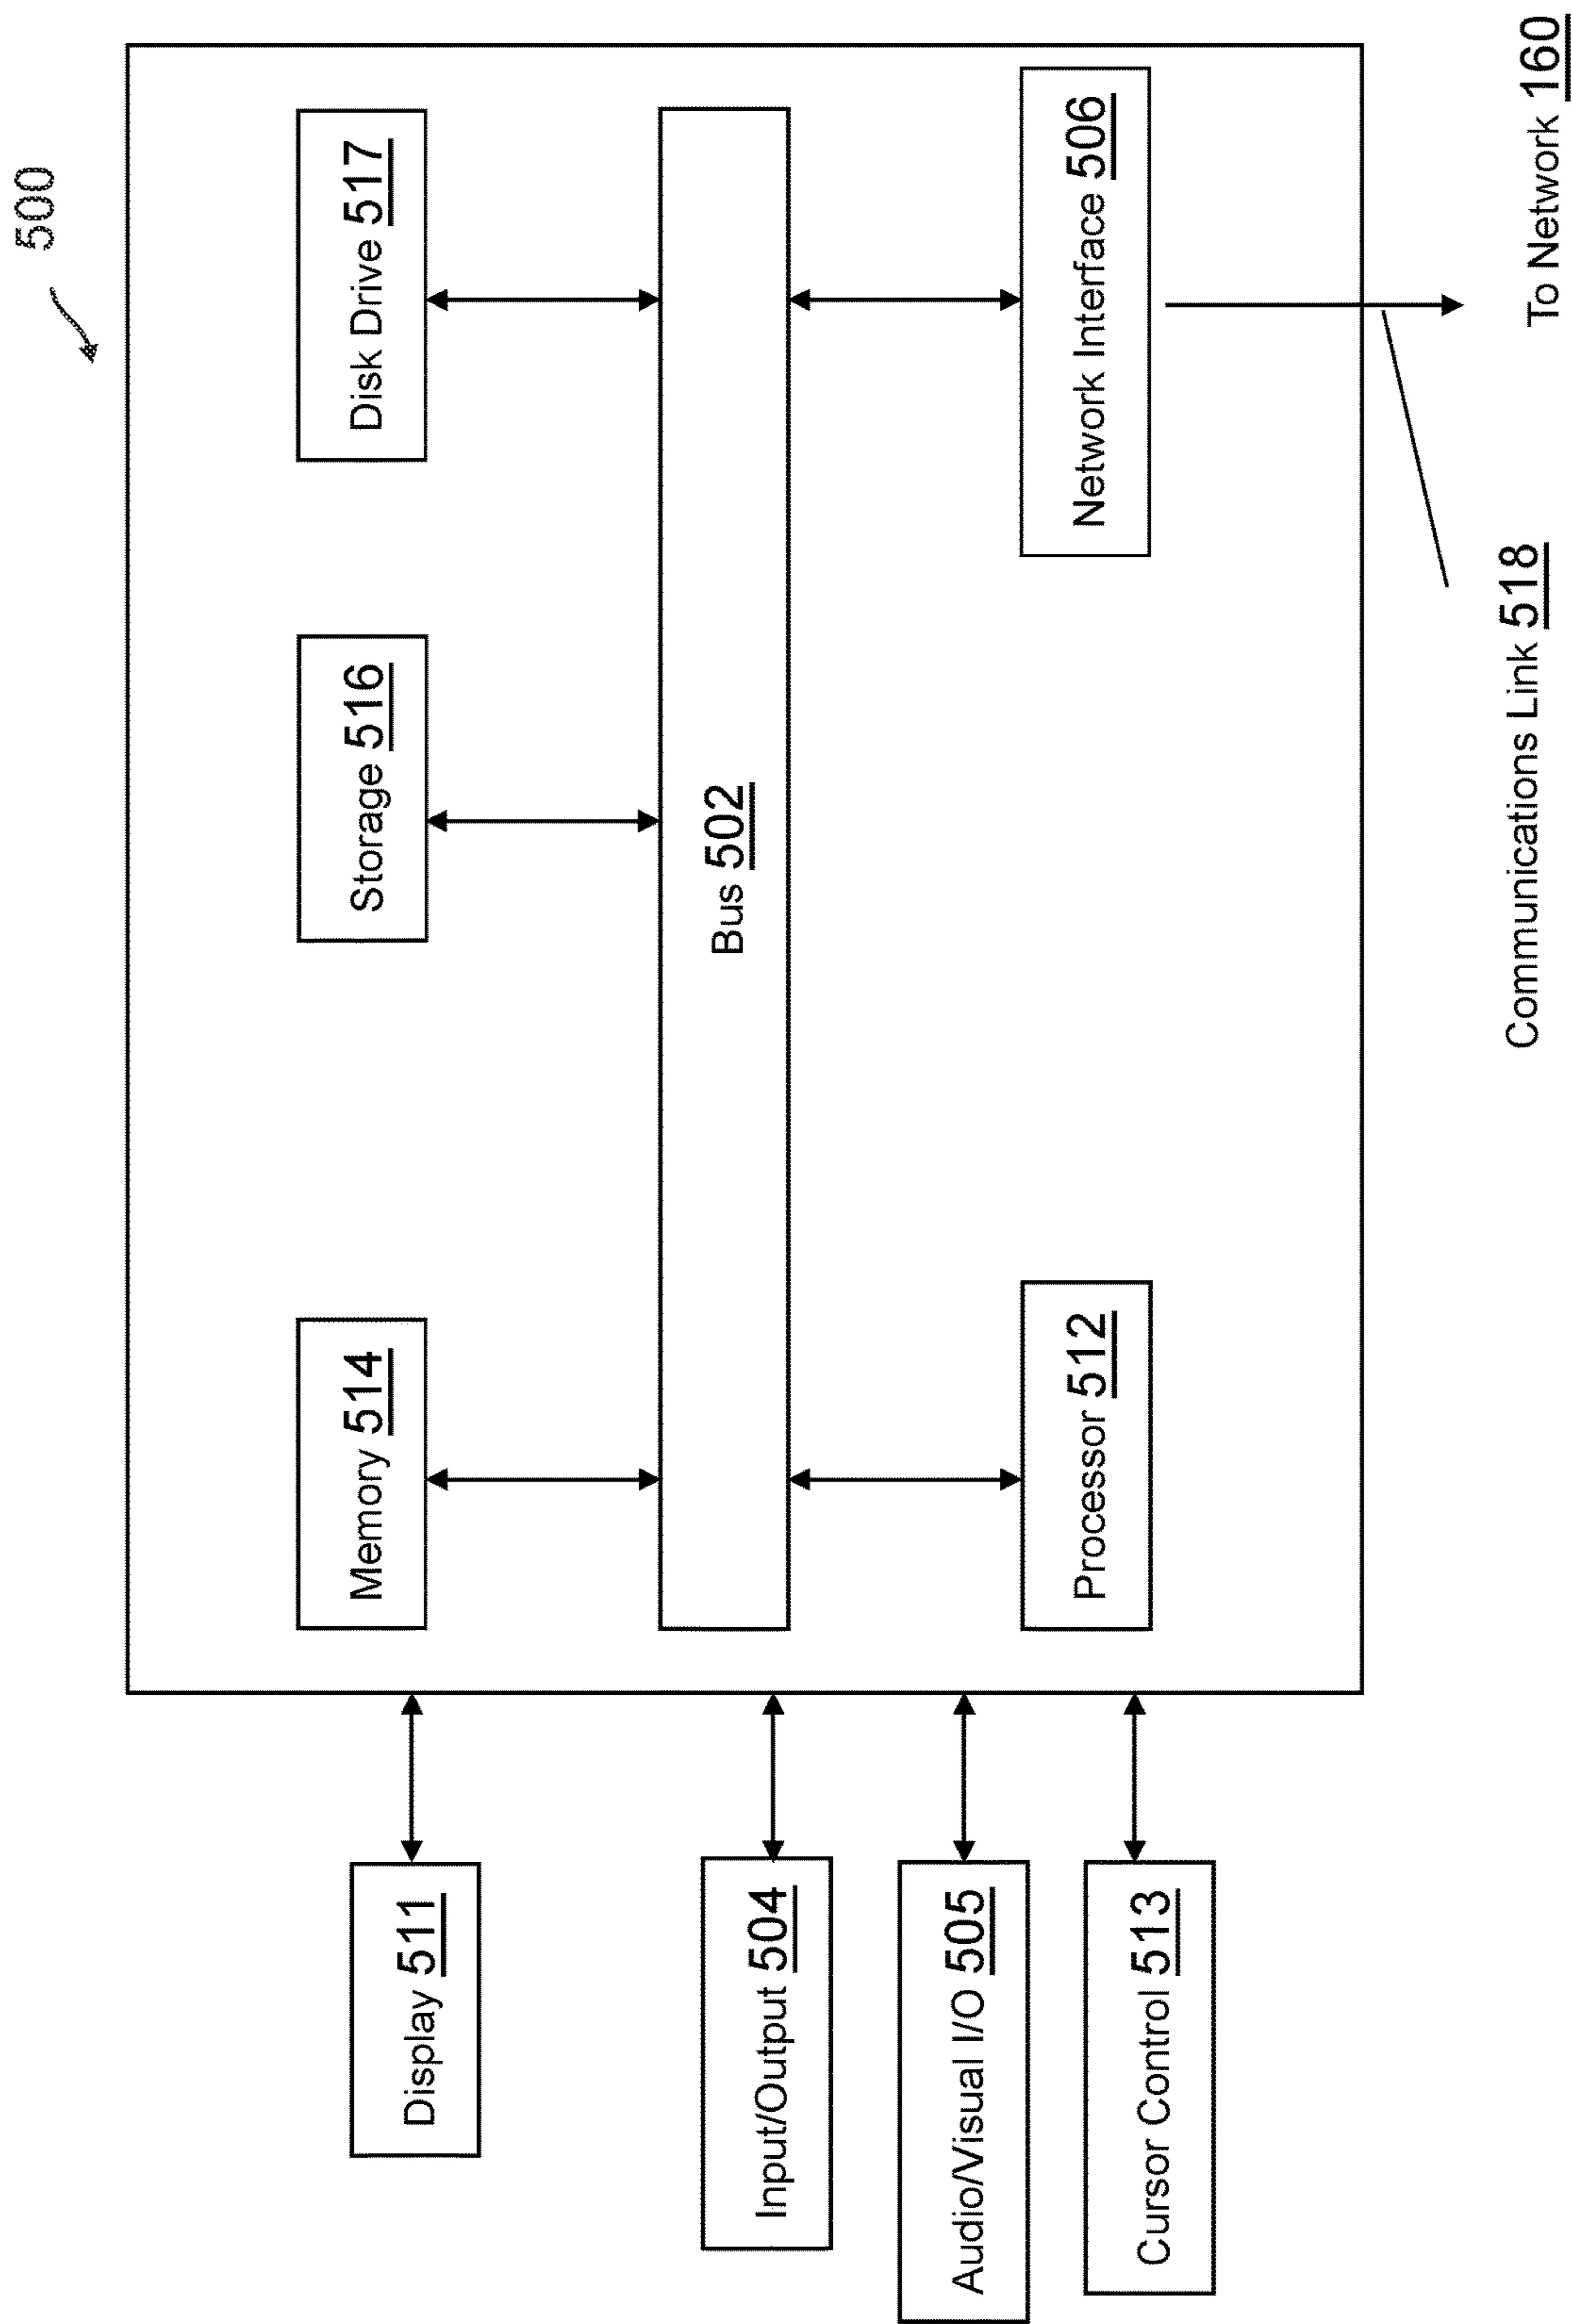 500
Display 511
Memory 514
Storage 516
Disk Drive 517
Input/Output 504
Bus 502
Audio/Visual I/O 505
Cursor Control 513
Processor 512
Network Interface 506
Communications Link 518
To Network 160